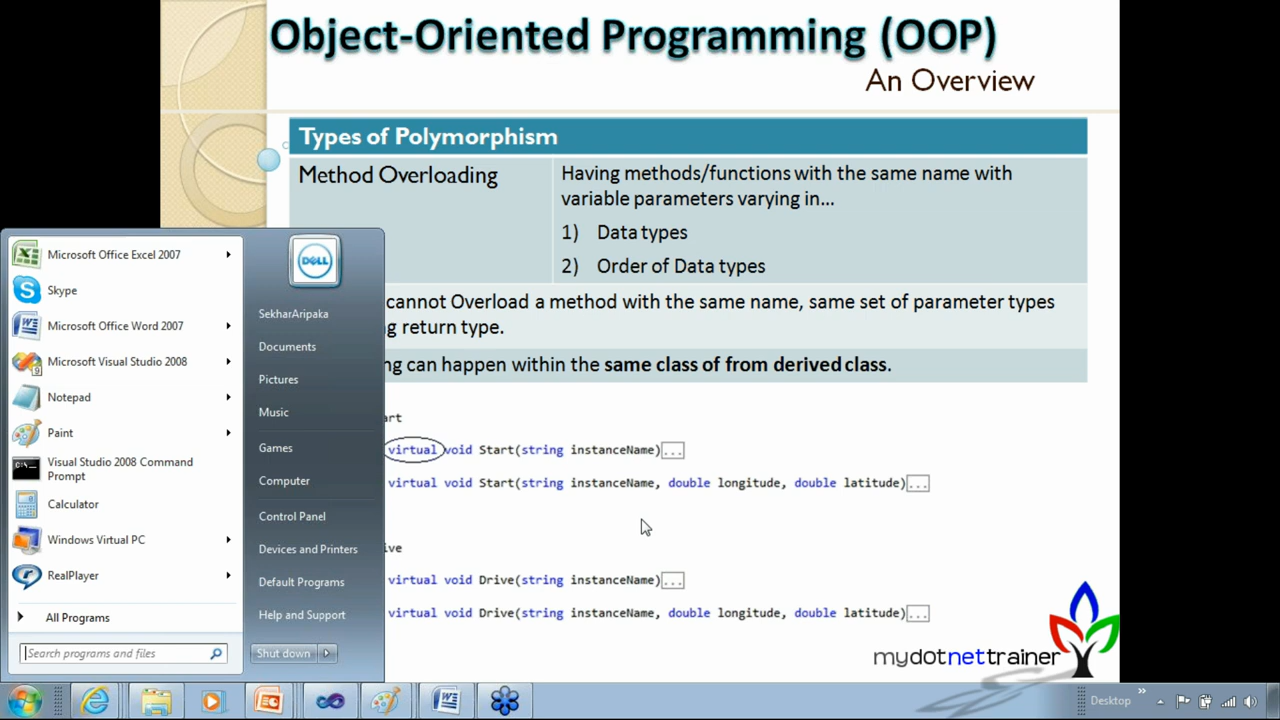 Object-Oriented Programming (OOP)
An Overview
Types of Polymorphism
Method Overloading
Having methods/functions with the same name with
variable parameters varying in...
1) Data types
2) Order of Data types
cannot Overload a method with the same name, same set of parameter types
g return type.
ng can happen within the same class of from derived class.
art
virtual void Start(string instanceName)...
virtual void Start(string instanceName, double longitude, double latitude)...
ive
virtual void Drive(string instanceName)...
virtual void Drive(string instanceName, double longitude, double latitude)...
mydotnettrainer
Microsoft Office Excel 2007
Skype
Microsoft Office Word 2007
Microsoft Visual Studio 2008
Notepad
Paint
Visual Studio 2008 Command
Prompt
Calculator
Windows Virtual PC
RealPlayer
All Programs
Search programs and files
DELL
SekharAripaka
Documents
Pictures
Music
Games
Computer
Control Panel
Devices and Printers
Default Programs
Help and Support
Shut down
Desktop